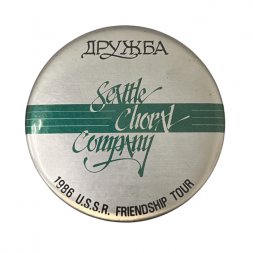 ДРУЖБА
Seattle
Choral
Company
1986 U.S.S.R. FRIENDSHIP TOUR